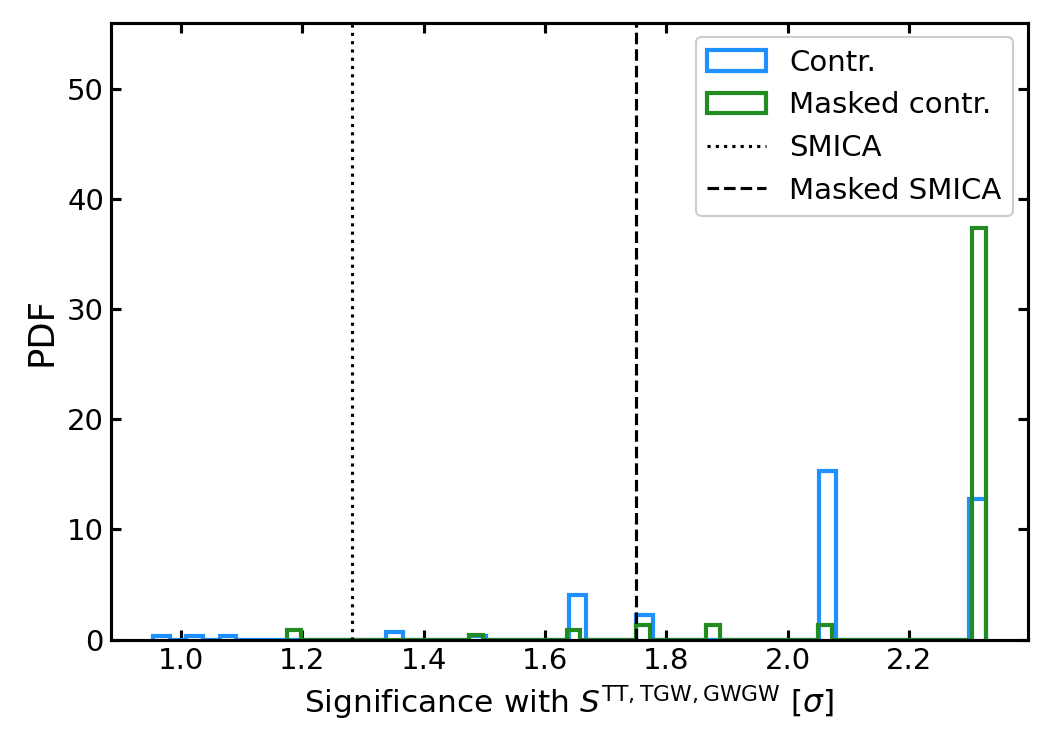 Contr.
Masked contr.
SMICA
Masked SMICA
PDF
50
40
30
20
10
0
1.0 1.2 1.4 1.6 1.8 2.0 2.2
Significance with S^TT, TGW, GWGW [σ]